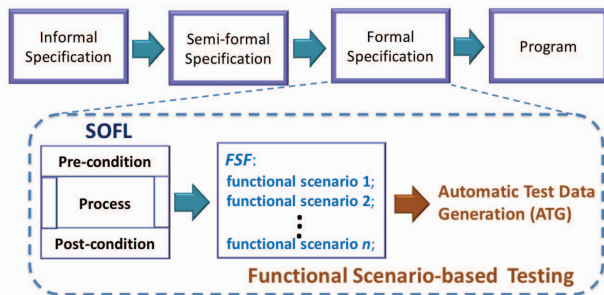 Informal
Specification
Semi-formal
Specification
Formal
Specification
Program
SOFL
Pre-condition
Process
Post-condition
FSF:
functional scenario 1;
functional scenario 2;
⋮
functional scenario n;
Automatic Test Data
Generation (ATG)
Functional Scenario-based Testing